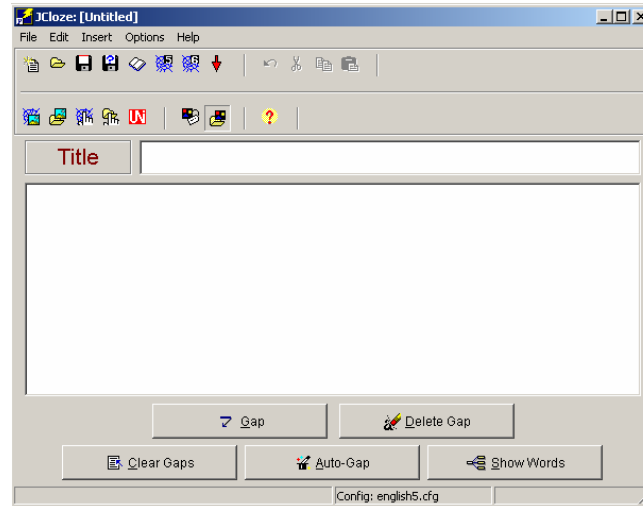 JCloze: [Untitled]
File Edit Insert Options Help
Title
Gap
Delete Gap
Clear Gaps
Auto-Gap
Show Words
Config: english5.cfg